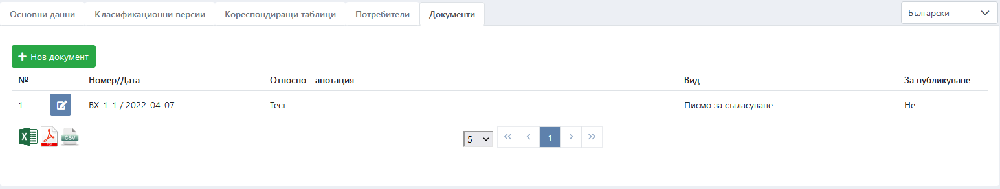 Основни данни Класификационни версии Кореспондиращи таблици Потребители Документи Български
Нов документ
№ Номер/Дата Относно - анотация Вид За публикуване
1 ВХ-1-1 / 2022-04-07 Тест Писмо за съгласуване Не
X PDF CSV 5 1